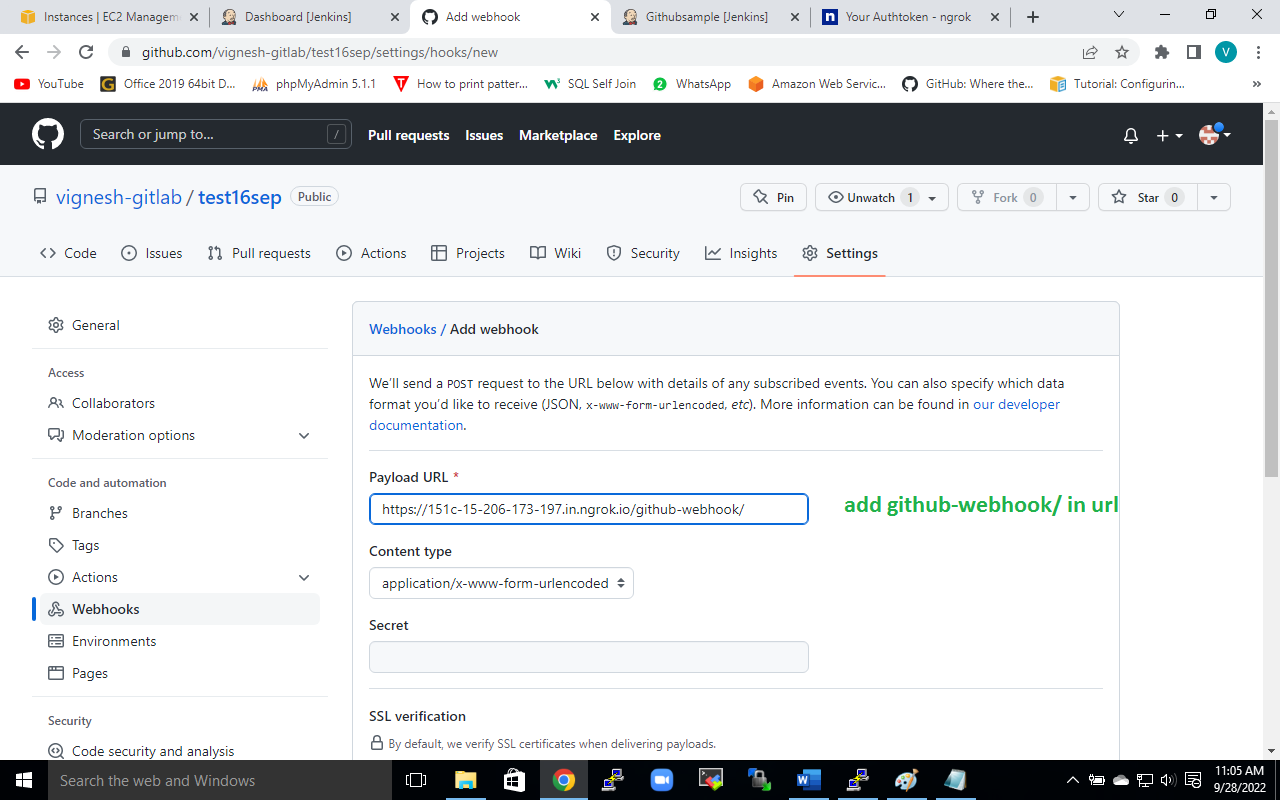 Instances | EC2 Managem
Dashboard [Jenkins]
Add webhook
Githubsample [Jenkins]
Your Authtoken - ngrok
github.com/vignesh-gitlab/test16sep/settings/hooks/new
V
YouTube
Office 2019 64bit D...
phpMyAdmin 5.1.1
How to print patter...
SQL Self Join
WhatsApp
Amazon Web Servic...
GitHub: Where the...
Tutorial: Configurin...
»
Search or jump to...
/
Pull requests
Issues
Marketplace
Explore
vignesh-gitlab / test16sep
Public
Pin
Unwatch 1
Fork 0
Star 0
Code
Issues
Pull requests
Actions
Projects
Wiki
Security
Insights
Settings
General
Access
Collaborators
Moderation options
Code and automation
Branches
Tags
Actions
Webhooks
Environments
Pages
Security
Code security and analysis
Webhooks / Add webhook
We'll send a POST request to the URL below with details of any subscribed events. You can also specify which data
format you'd like to receive (JSON, x-www-form-urlencoded, etc). More information can be found in our developer
documentation.
Payload URL *
https://151c-15-206-173-197.in.ngrok.io/github-webhook/
add github-webhook/ in url
Content type
application/x-www-form-urlencoded
Secret
SSL verification
By default, we verify SSL certificates when delivering payloads.
Search the web and Windows
11:05 AM
9/28/2022